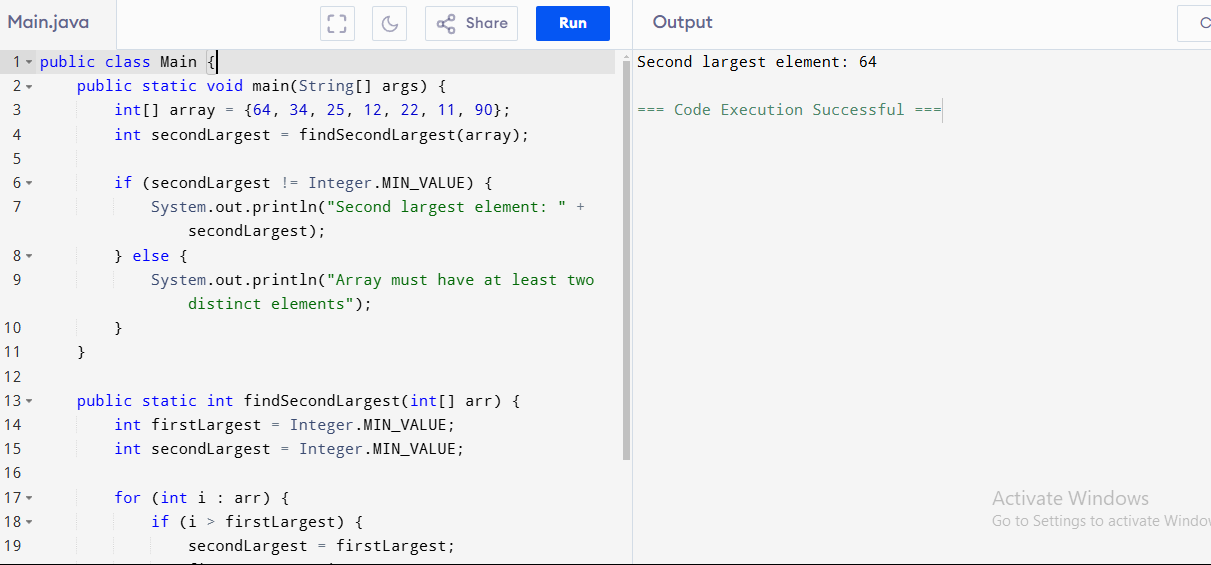 Main.java
Share
Run
Output
1 public class Main {
2 public static void main(String[] args) {
3 int[] array = {64, 34, 25, 12, 22, 11, 90};
4 int secondLargest = findSecondLargest(array);
5
6 if (secondLargest != Integer.MIN_VALUE) {
7 System.out.println("Second largest element: " +
secondLargest);
8 } else {
9 System.out.println("Array must have at least two
distinct elements");
10 }
11 }
12
13 public static int findSecondLargest(int[] arr) {
14 int firstLargest = Integer.MIN_VALUE;
15 int secondLargest = Integer.MIN_VALUE;
16
17 for (int i : arr) {
18 if (i > firstLargest) {
19 secondLargest = firstLargest;
Second largest element: 64
=== Code Execution Successful ===
Activate Windows
Go to Settings to activate